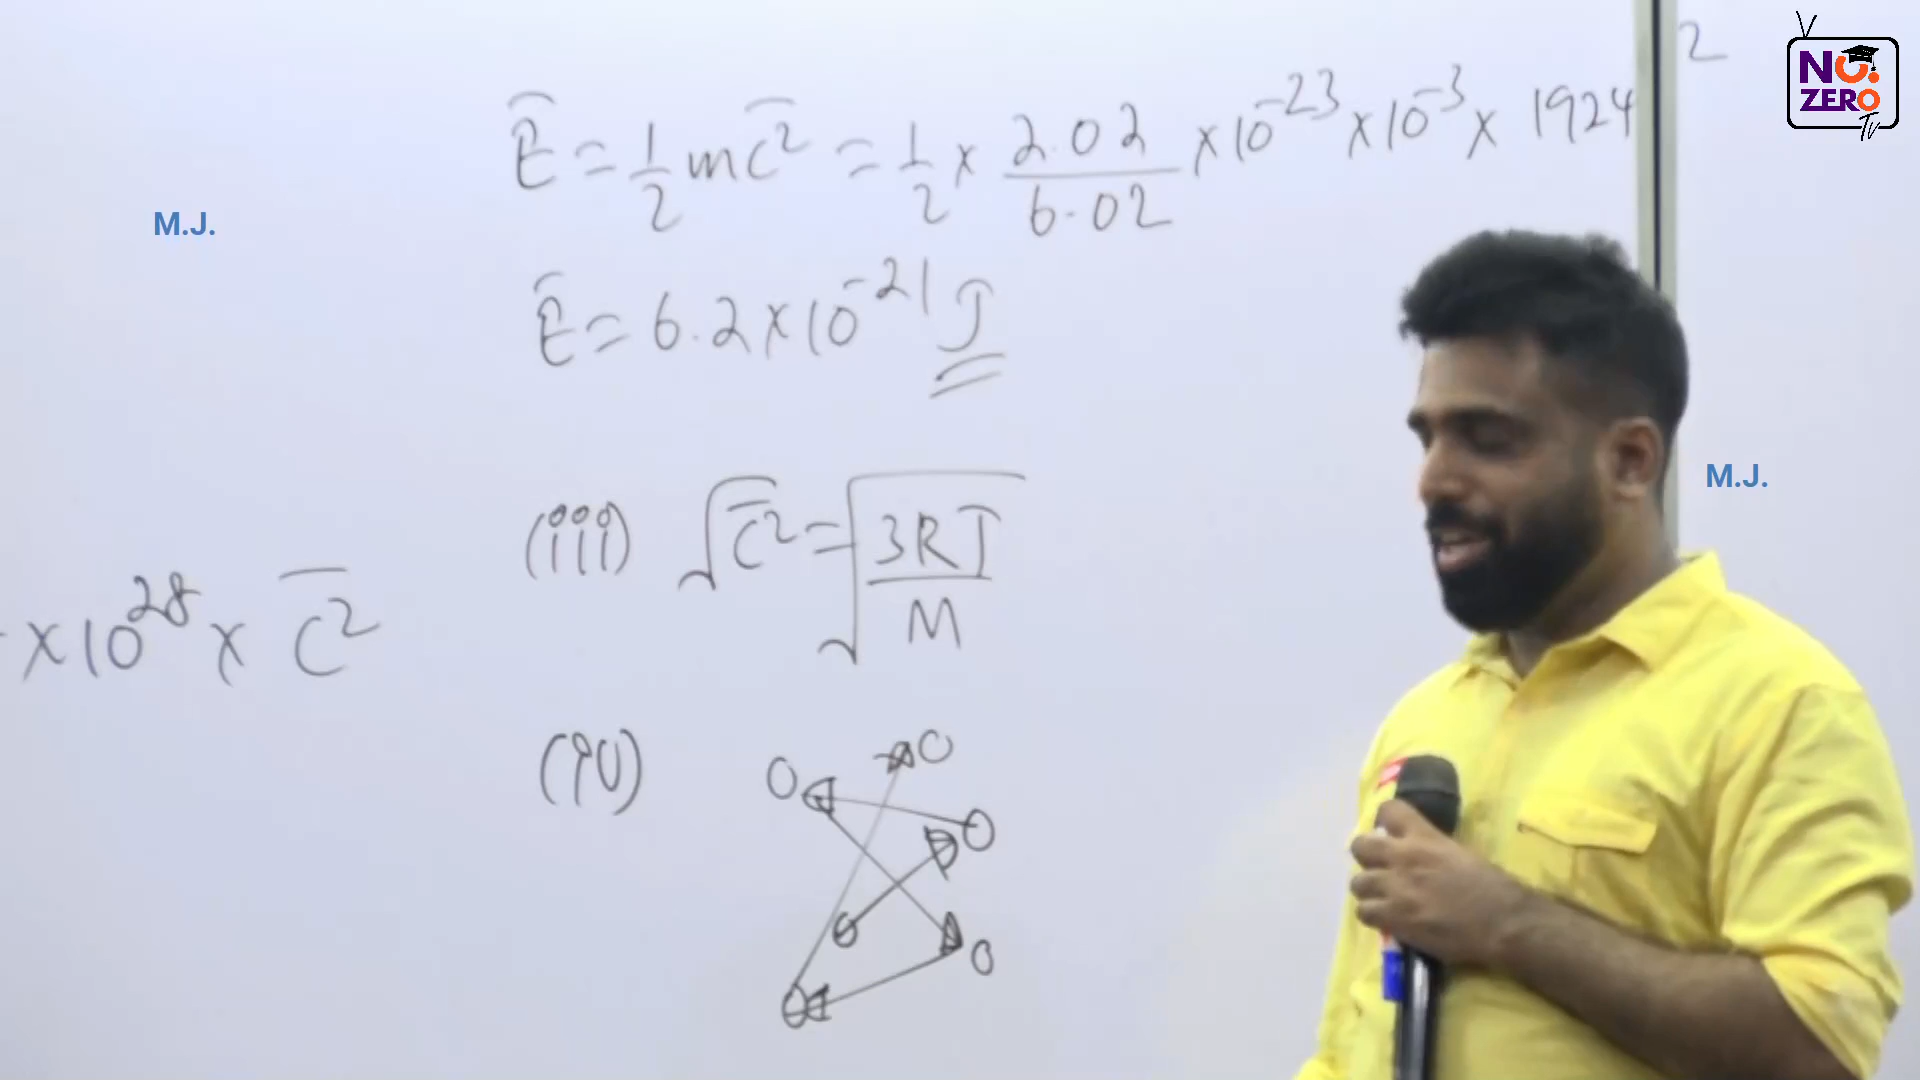 2
NO.
ZERO
Tv
E̅ = 1/2 m c̅² = 1/2 × 2.02/6.02 × 10⁻²³ × 10⁻³ × 1924
M.J.
E̅ = 6.2 × 10⁻²¹ J
M.J.
(iii) √c̅² = √(3RT/M)
× 10²⁸ × c̅²
(iv)